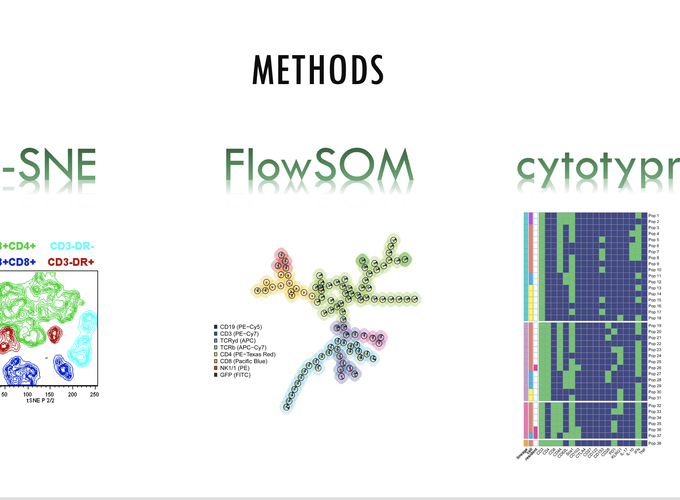 METHODS
-SNE
FlowSOM
cytotypr
3+CD4+ CD3-DR-
3+CD8+ CD3-DR+
50 100 150 200 250
tSNE P 2/2
CD19 (PE-Cy5)
CD3 (PE-Cy7)
TCRyd (APC)
TCRb (APC-Cy7)
CD4 (PE-Texas Red)
CD8 (Pacific Blue)
NK1/1 (PE)
GFP (FITC)
Pop 1
Pop 2
Pop 3
Pop 4
Pop 5
Pop 6
Pop 7
Pop 8
Pop 9
Pop 10
Pop 11
Pop 12
Pop 13
Pop 14
Pop 15
Pop 16
Pop 17
Pop 18
Pop 19
Pop 20
Pop 21
Pop 22
Pop 23
Pop 24
Pop 25
Pop 26
Pop 27
Pop 28
Pop 29
Pop 30
Pop 31
Pop 32
Pop 33
Pop 34
Pop 35
Pop 36
Pop 37
Pop 38